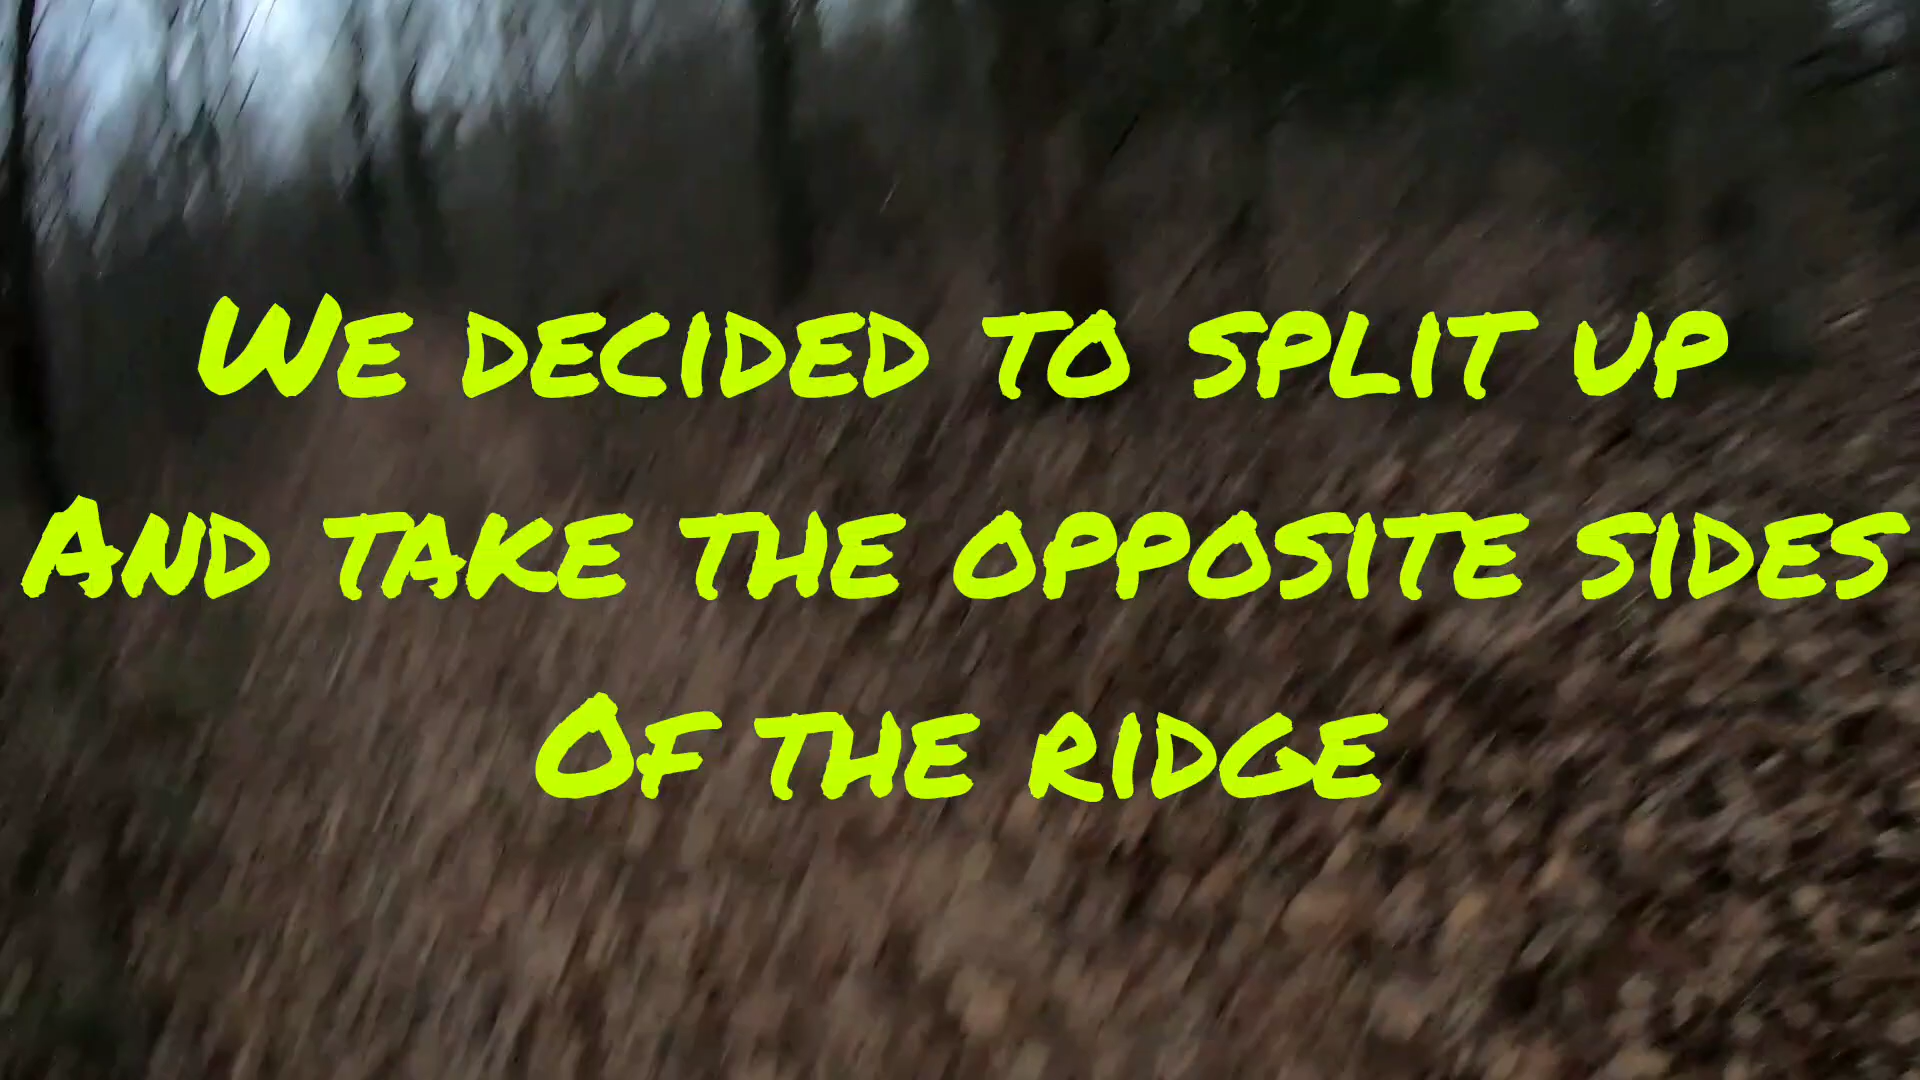 We decided to split up
And take the opposite sides
Of the ridge